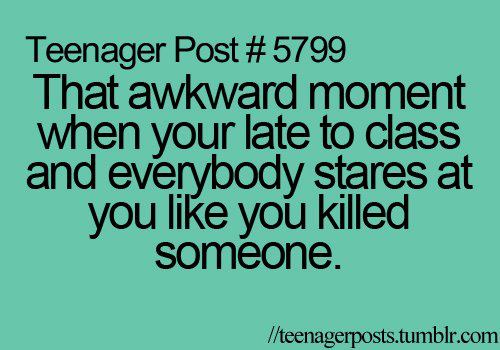 Teenager Post # 5799
That awkward moment
when your late to class
and everybody stares at
you like you killed
someone.
//teenagerposts.tumblr.com